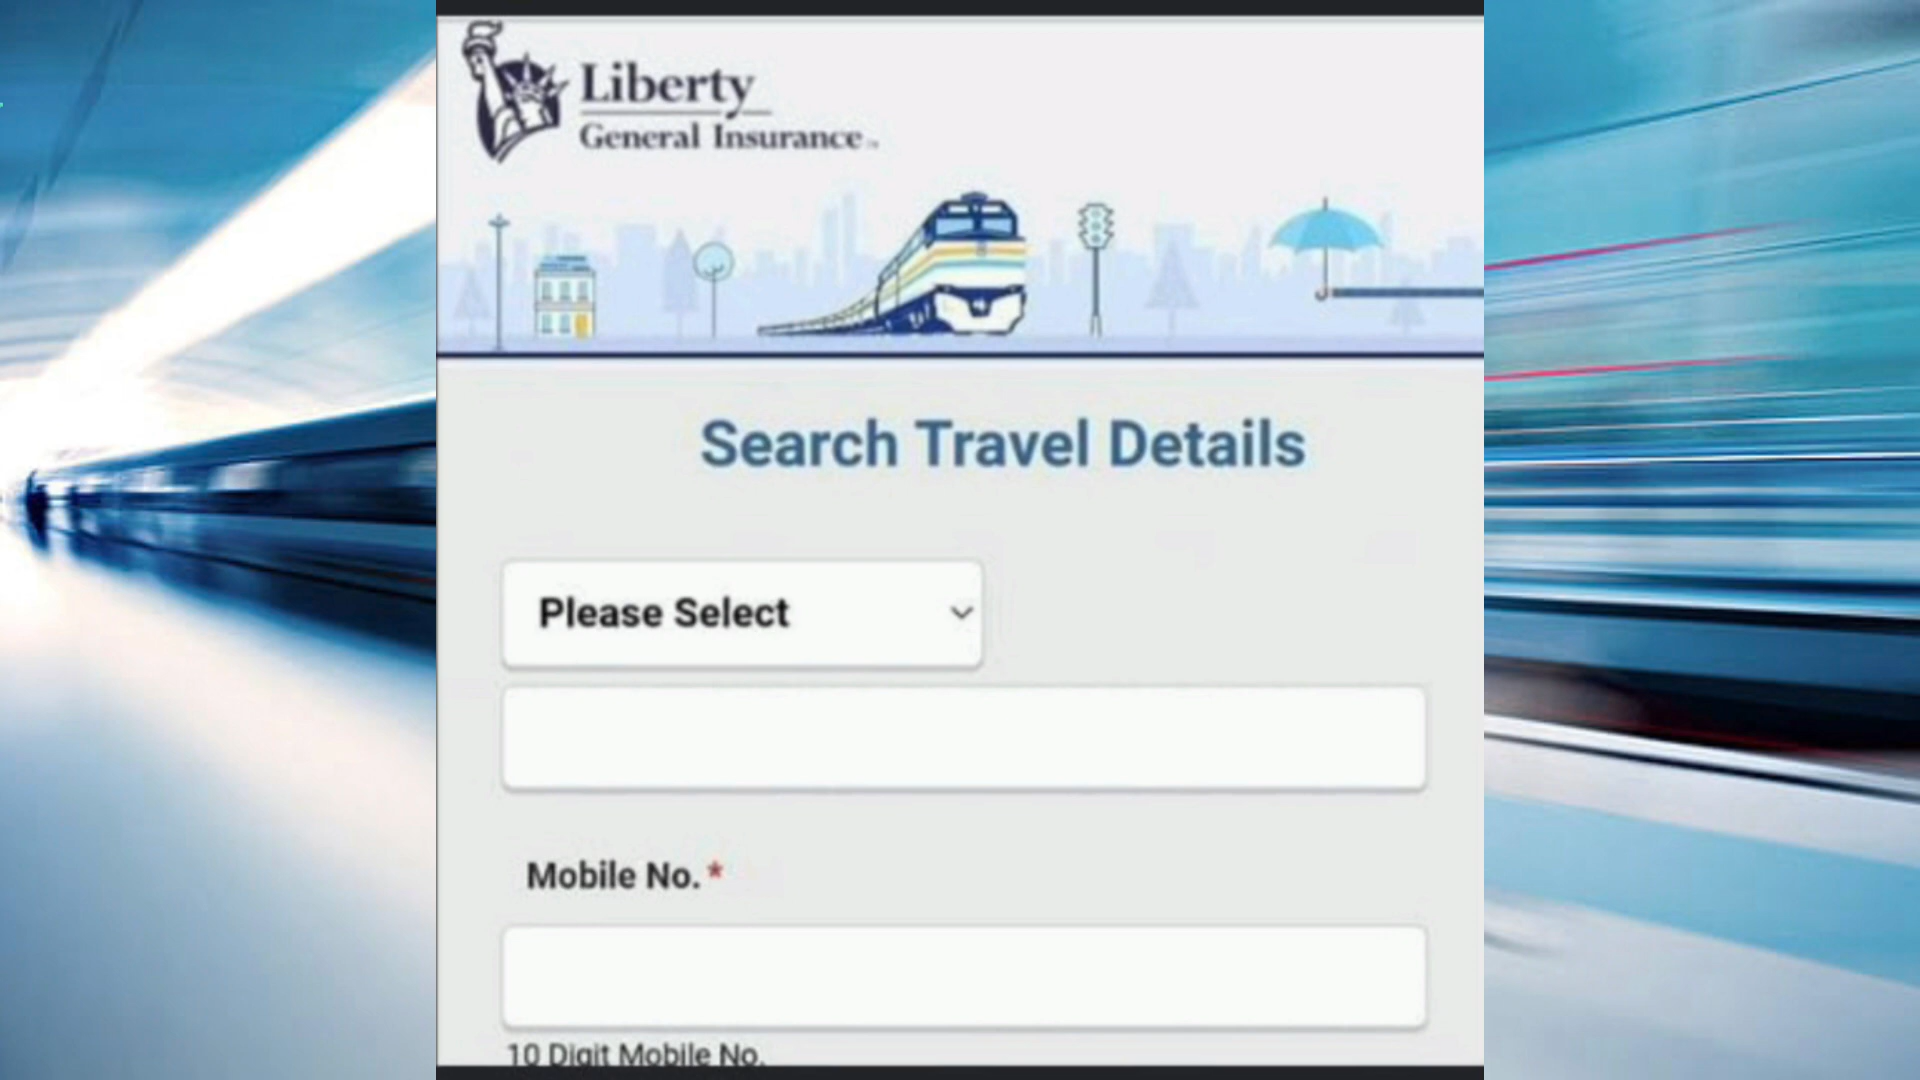 Liberty
General Insurance
Search Travel Details
Please Select
Mobile No.*
10 Digit Mobile No.